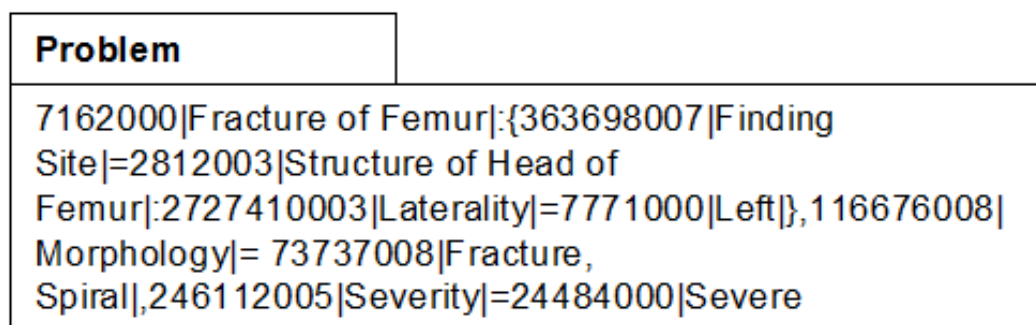 Problem
7162000|Fracture of Femur|:{363698007|Finding
Site|=2812003|Structure of Head of
Femur|:2727410003|Laterality|=7771000|Left|},116676008|
Morphology|= 73737008|Fracture,
Spiral|,246112005|Severity|=24484000|Severe